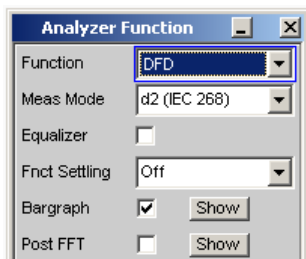 Analyzer Function
Function DFD
Meas Mode d2 (IEC 268)
Equalizer
Fnct Settling Off
Bargraph Show
Post FFT Show